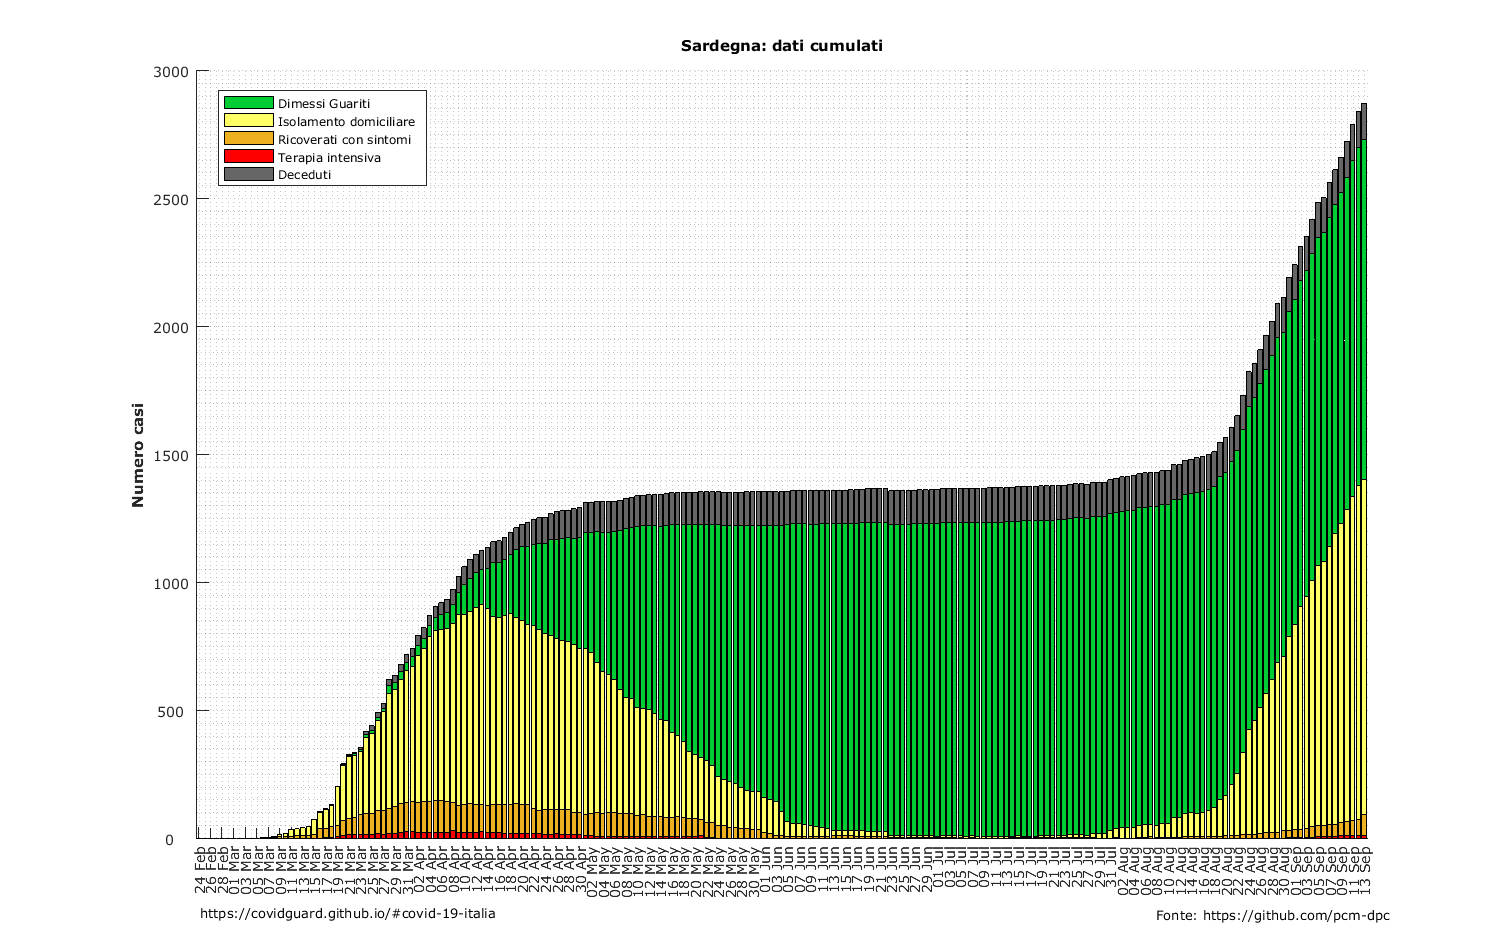 Sardegna: dati cumulati
3000
2500
2000
1500
1000
500
0
Numero casi
Dimessi Guariti
Isolamento domiciliare
Ricoverati con sintomi
Terapia intensiva
Deceduti
24 Feb
26 Feb
28 Feb
01 Mar
03 Mar
05 Mar
07 Mar
09 Mar
11 Mar
13 Mar
15 Mar
17 Mar
19 Mar
21 Mar
23 Mar
25 Mar
27 Mar
29 Mar
31 Mar
02 Apr
04 Apr
06 Apr
08 Apr
10 Apr
12 Apr
14 Apr
16 Apr
18 Apr
20 Apr
22 Apr
24 Apr
26 Apr
28 Apr
30 Apr
02 May
04 May
06 May
08 May
10 May
12 May
14 May
16 May
18 May
20 May
22 May
24 May
26 May
28 May
30 May
01 Jun
03 Jun
05 Jun
07 Jun
09 Jun
11 Jun
13 Jun
15 Jun
17 Jun
19 Jun
21 Jun
23 Jun
25 Jun
27 Jun
29 Jun
01 Jul
03 Jul
05 Jul
07 Jul
09 Jul
11 Jul
13 Jul
15 Jul
17 Jul
19 Jul
21 Jul
23 Jul
25 Jul
27 Jul
29 Jul
31 Jul
02 Aug
04 Aug
06 Aug
08 Aug
10 Aug
12 Aug
14 Aug
16 Aug
18 Aug
20 Aug
22 Aug
24 Aug
26 Aug
28 Aug
30 Aug
01 Sep
03 Sep
05 Sep
07 Sep
09 Sep
11 Sep
13 Sep
https://covidguard.github.io/#covid-19-italia
Fonte: https://github.com/pcm-dpc